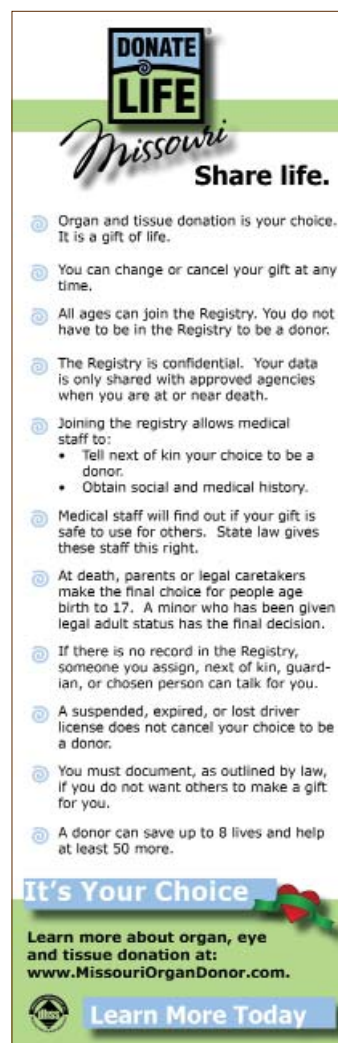 DONATE
LIFE
Missouri
Share life.
Organ and tissue donation is your choice.
It is a gift of life.
You can change or cancel your gift at any
time.
All ages can join the Registry. You do not
have to be in the Registry to be a donor.
The Registry is confidential.  Your data
is only shared with approved agencies
when you are at or near death.
Joining the registry allows medical
staff to:
• Tell next of kin your choice to be a
donor.
• Obtain social and medical history.
Medical staff will find out if your gift is
safe to use for others.  State law gives
these staff this right.
At death, parents or legal caretakers
make the final choice for people age
birth to 17.  A minor who has been given
legal adult status has the final decision.
If there is no record in the Registry,
someone you assign, next of kin, guard-
ian, or chosen person can talk for you.
A suspended, expired, or lost driver
license does not cancel your choice to be
a donor.
You must document, as outlined by law,
if you do not want others to make a gift
for you.
A donor can save up to 8 lives and help
at least 50 more.
It's Your Choice
Learn more about organ, eye
and tissue donation at:
www.MissouriOrganDonor.com.
Learn More Today